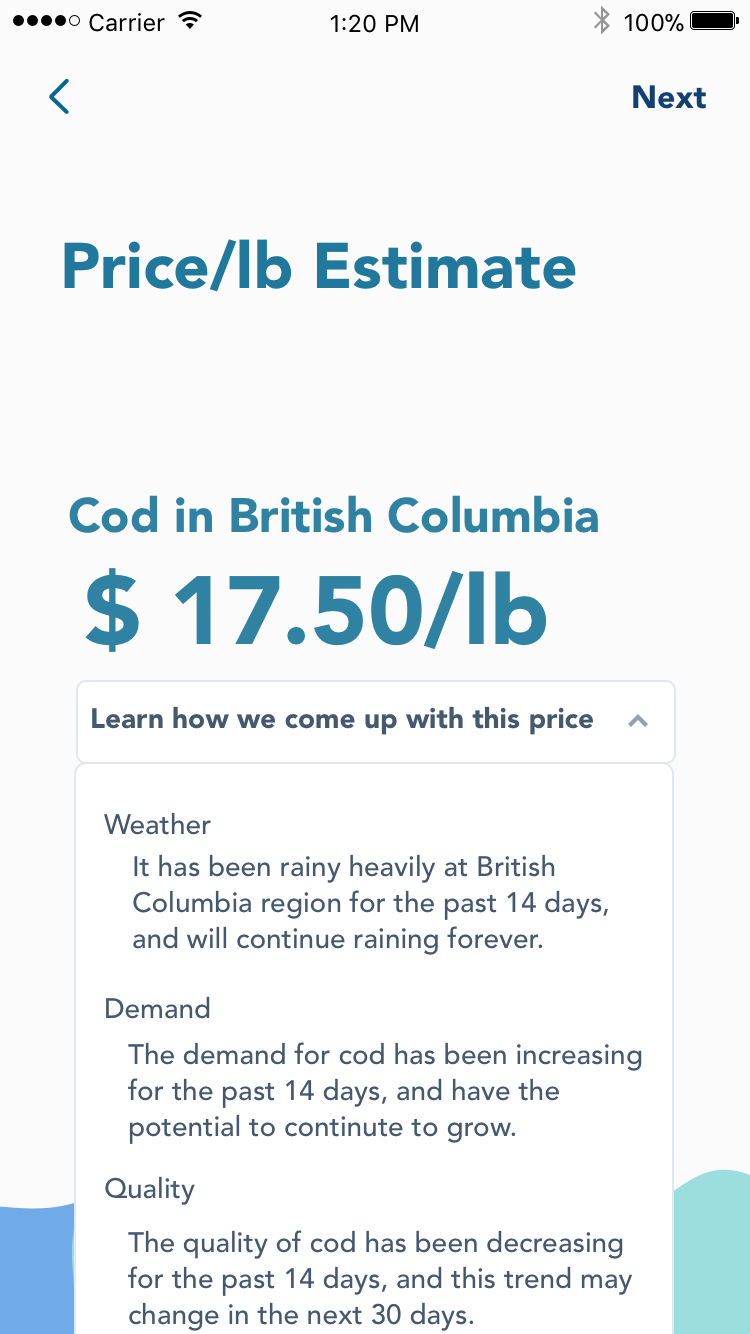 Carrier 1:20 PM 100%
Next
Price/lb Estimate
Cod in British Columbia
$ 17.50/lb
Learn how we come up with this price
Weather
It has been rainy heavily at British
Columbia region for the past 14 days,
and will continue raining forever.
Demand
The demand for cod has been increasing
for the past 14 days, and have the
potential to continute to grow.
Quality
The quality of cod has been decreasing
for the past 14 days, and this trend may
change in the next 30 days.